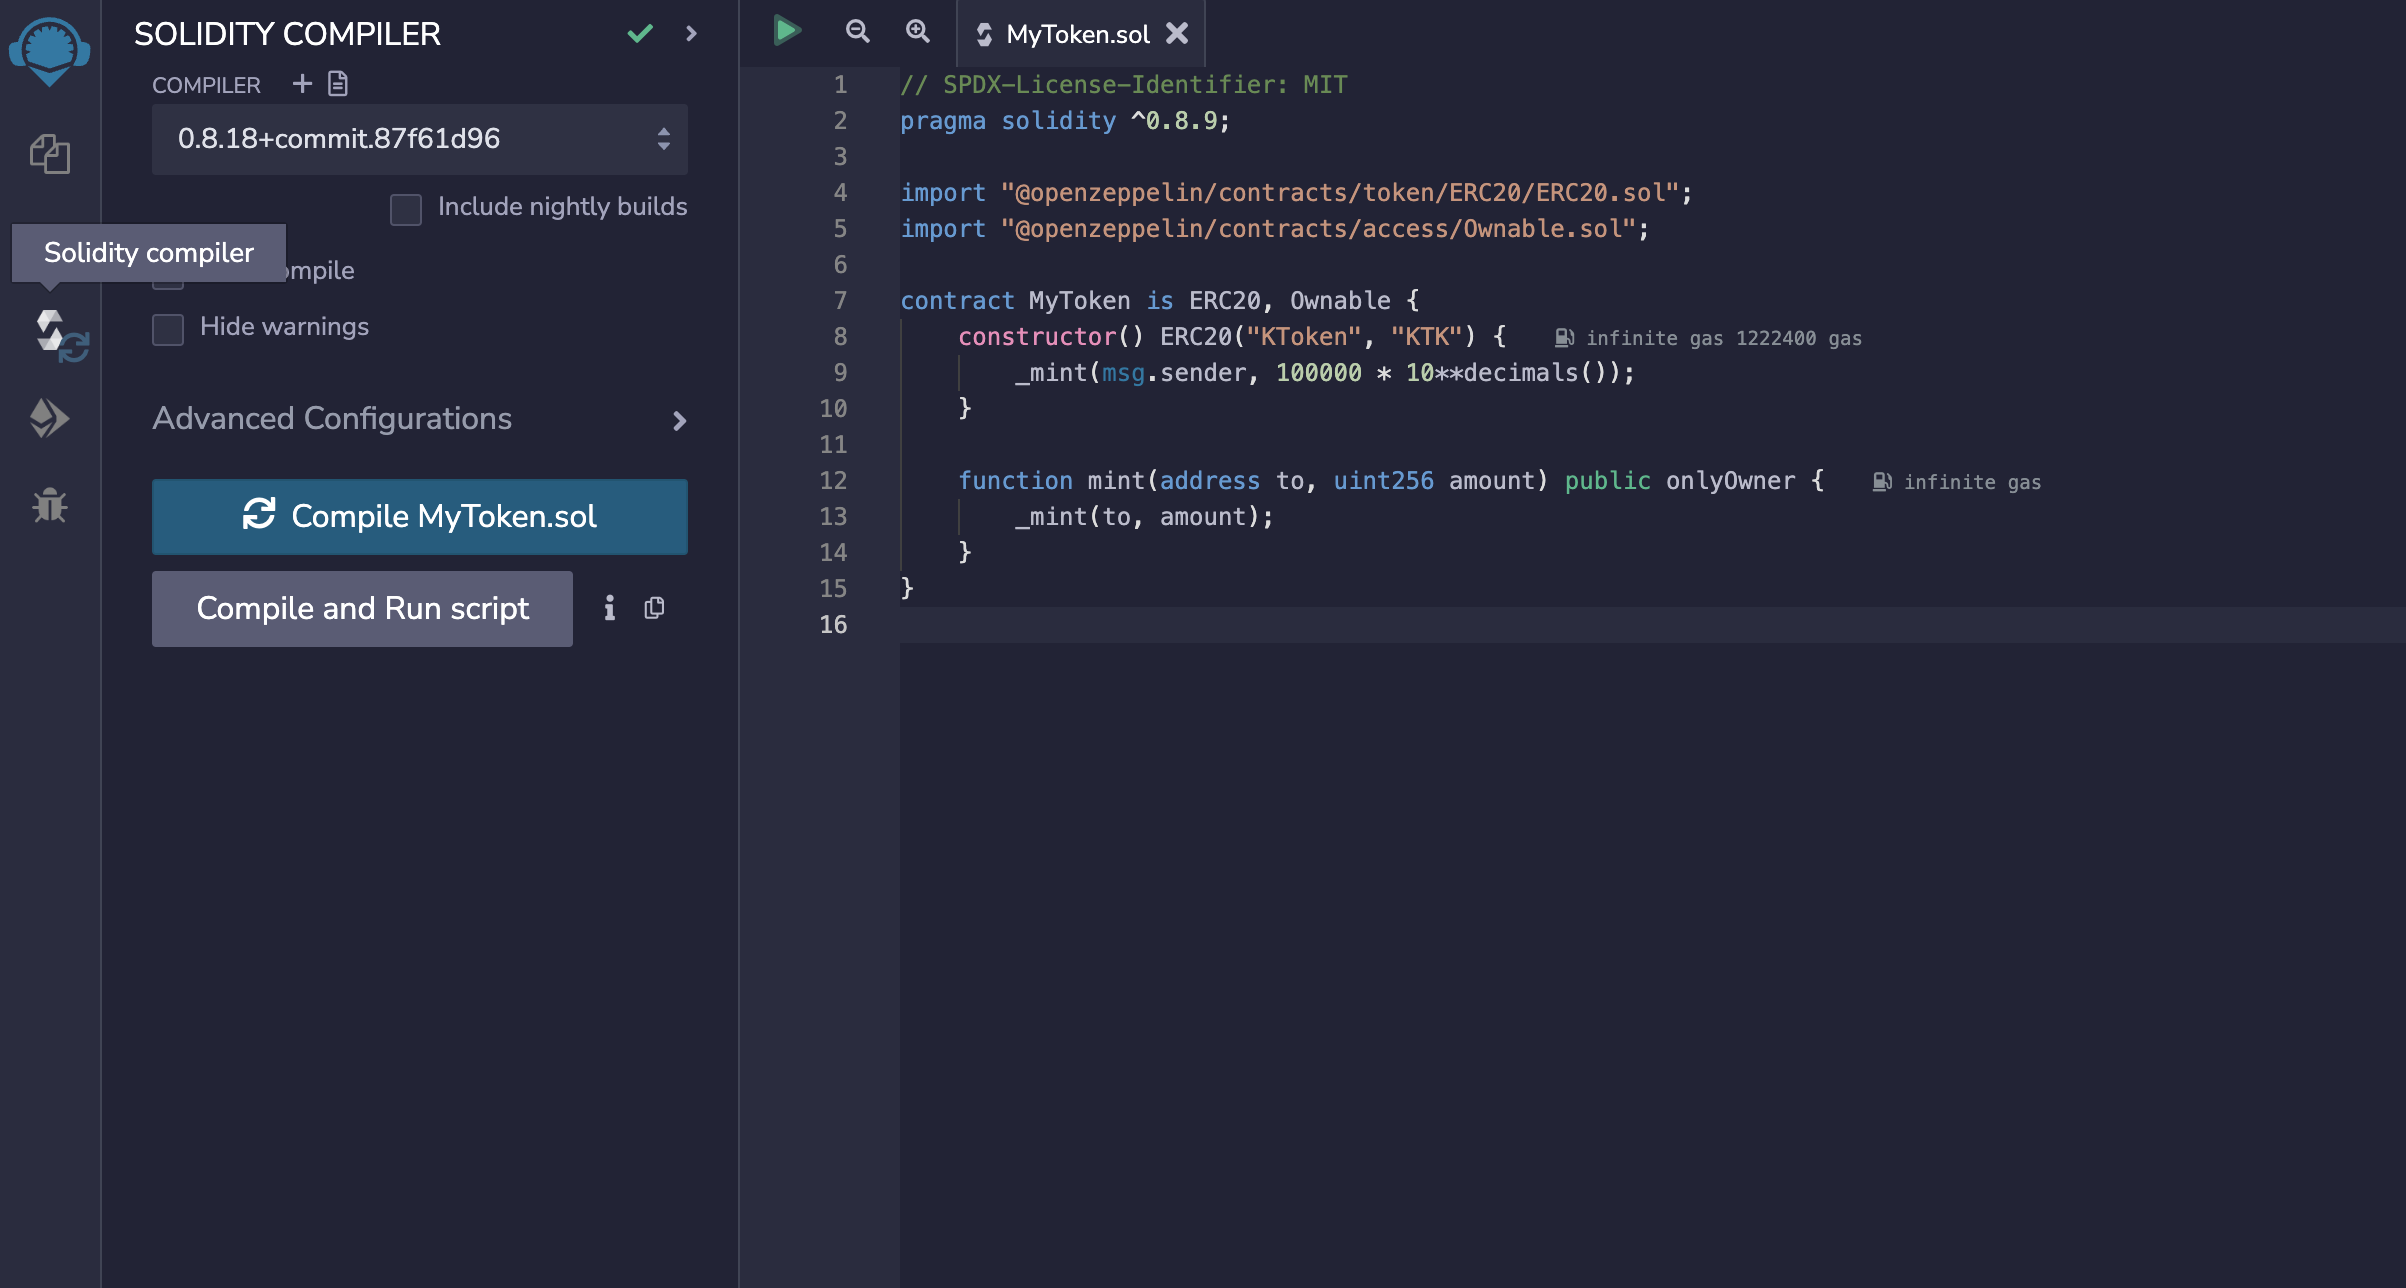 SOLIDITY COMPILER
COMPILER
0.8.18+commit.87f61d96
Include nightly builds
Solidity compiler
ompile
Hide warnings
Advanced Configurations
Compile MyToken.sol
Compile and Run script
MyToken.sol
1 // SPDX-License-Identifier: MIT
2 pragma solidity ^0.8.9;
3
4 import "@openzeppelin/contracts/token/ERC20/ERC20.sol";
5 import "@openzeppelin/contracts/access/Ownable.sol";
6
7 contract MyToken is ERC20, Ownable {
8 constructor() ERC20("KToken", "KTK") { infinite gas 1222400 gas
9 _mint(msg.sender, 100000 * 10**decimals());
10 }
11
12 function mint(address to, uint256 amount) public onlyOwner { infinite gas
13 _mint(to, amount);
14 }
15 }
16